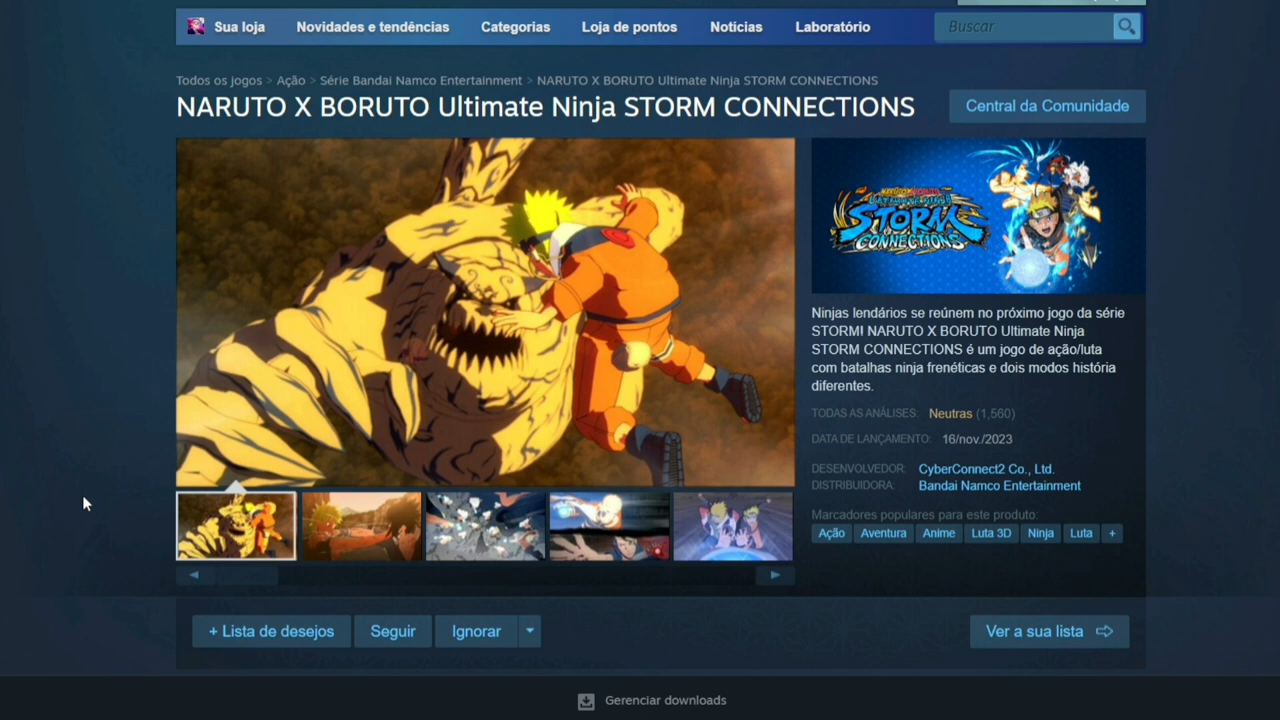 Sua loja
Novidades e tendências
Categorias
Loja de pontos
Notícias
Laboratório
Buscar
Todos os jogos > Ação > Série Bandai Namco Entertainment > NARUTO X BORUTO Ultimate Ninja STORM CONNECTIONS
NARUTO X BORUTO Ultimate Ninja STORM CONNECTIONS
Central da Comunidade
NARUTO X BORUTO
ULTIMATE NINJA
STORM
CONNECTIONS
Ninjas lendários se reúnem no próximo jogo da série
STORM! NARUTO X BORUTO Ultimate Ninja
STORM CONNECTIONS é um jogo de ação/luta
com batalhas ninja frenéticas e dois modos história
diferentes.
TODAS AS ANÁLISES: Neutras (1,560)
DATA DE LANÇAMENTO: 16/nov./2023
DESENVOLVEDOR: CyberConnect2 Co., Ltd.
DISTRIBUIDORA: Bandai Namco Entertainment
Marcadores populares para este produto:
Ação Aventura Anime Luta 3D Ninja Luta +
+ Lista de desejos
Seguir
Ignorar
Ver a sua lista
Gerenciar downloads